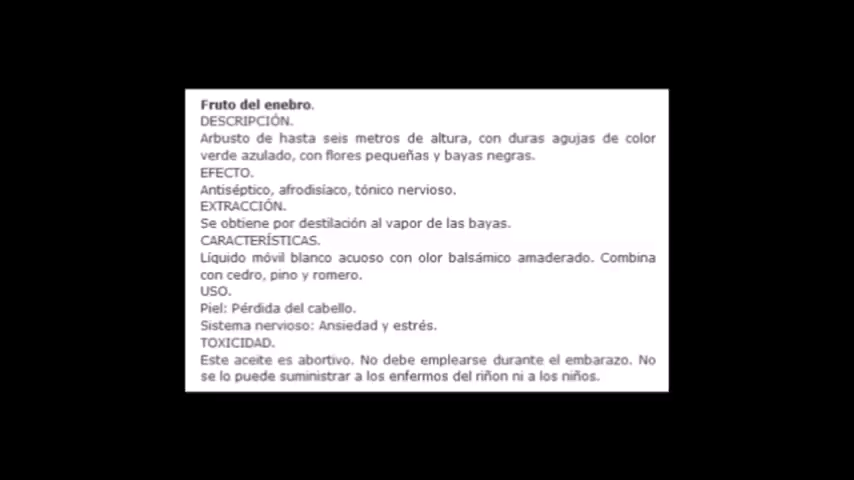 Fruto del enebro.
DESCRIPCIÓN.
Arbusto de hasta seis metros de altura, con duras agujas de color
verde azulado, con flores pequeñas y bayas negras.
EFECTO.
Antiséptico, afrodisíaco, tónico nervioso.
EXTRACCIÓN.
Se obtiene por destilación al vapor de las bayas.
CARACTERÍSTICAS.
Líquido móvil blanco acuoso con olor balsámico amaderado. Combina
con cedro, pino y romero.
USO.
Piel: Pérdida del cabello.
Sistema nervioso: Ansiedad y estrés.
TOXICIDAD.
Este aceite es abortivo. No debe emplearse durante el embarazo. No
se lo puede suministrar a los enfermos del riñon ni a los niños.